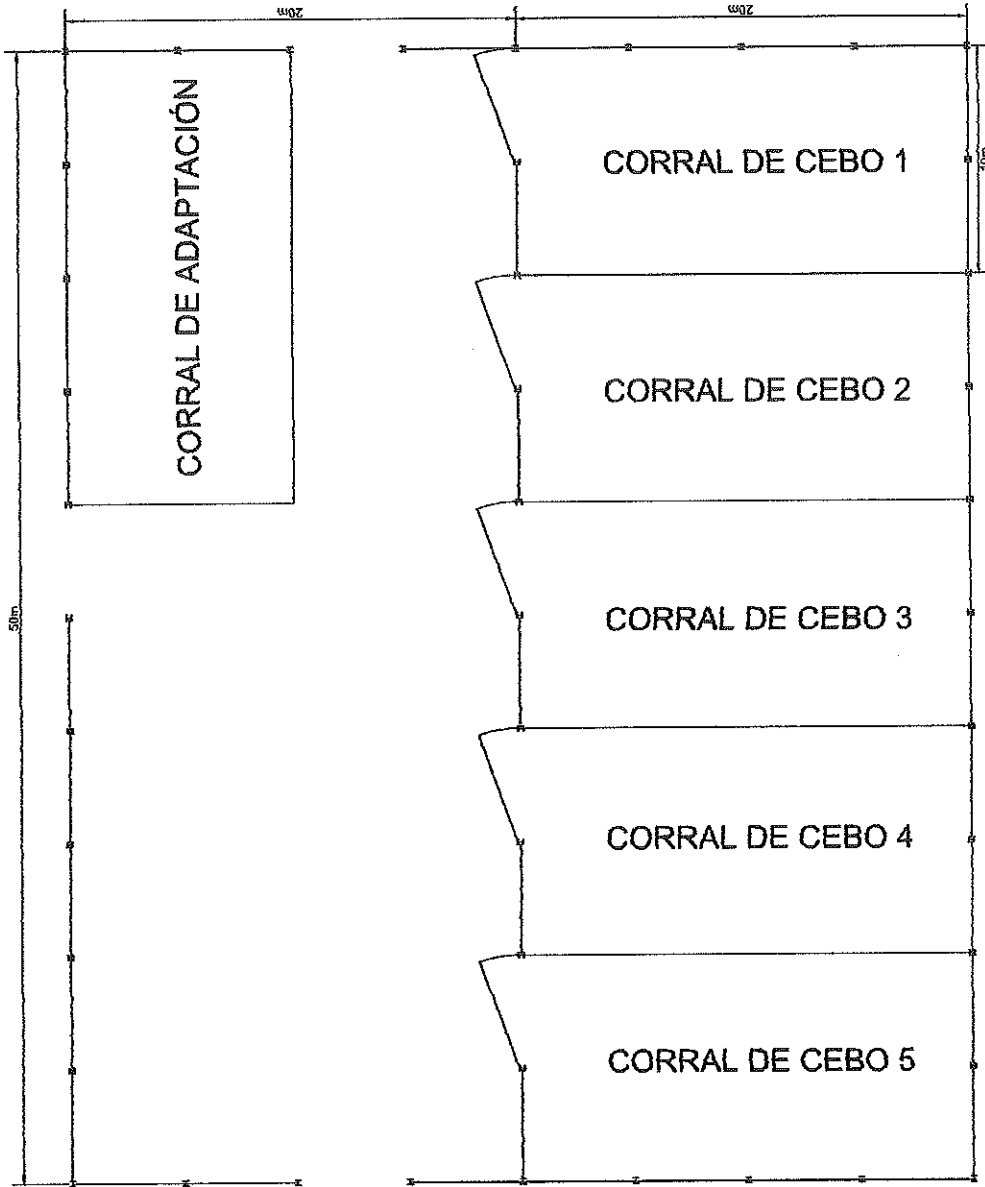 20m
20m
CORRAL DE ADAPTACIÓN
CORRAL DE CEBO 1
CORRAL DE CEBO 2
50m
CORRAL DE CEBO 3
CORRAL DE CEBO 4
CORRAL DE CEBO 5